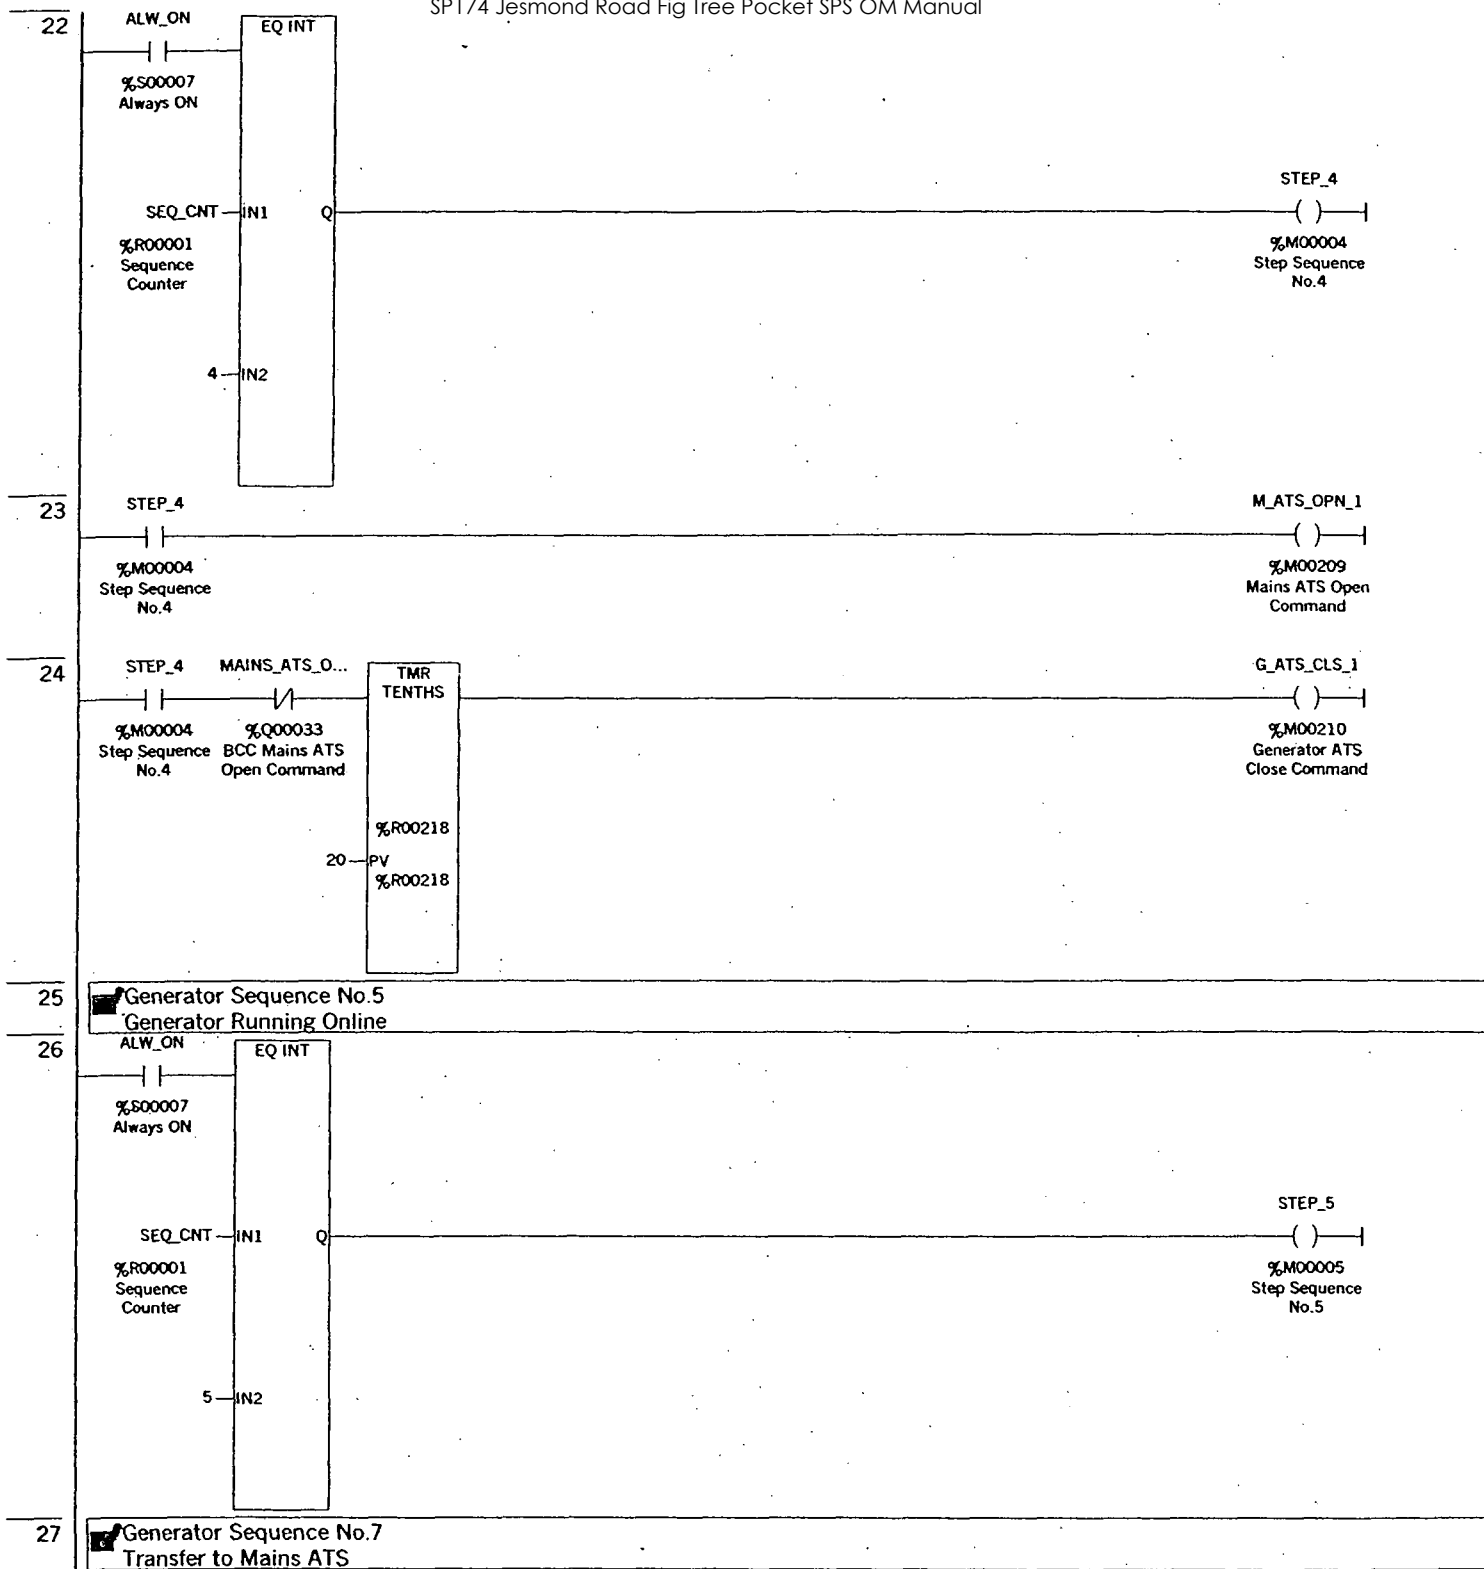 SP174 Jesmond Road Fig Tree Pocket SPS OM Manual
22
ALW_ON
EQ INT
%S00007
Always ON
STEP_4
SEQ_CNT
IN1
Q
%R00001
Sequence
Counter
%M00004
Step Sequence
No.4
4
IN2
23
STEP_4
M_ATS_OPN_1
%M00004
Step Sequence
No.4
%M00209
Mains ATS Open
Command
24
STEP_4
MAINS_ATS_O...
TMR
TENTHS
G_ATS_CLS_1
%M00004
Step Sequence
No.4
%Q00033
BCC Mains ATS
Open Command
%M00210
Generator ATS
Close Command
%R00218
20
PV
%R00218
25
Generator Sequence No.5
Generator Running Online
26
ALW_ON
EQ INT
%S00007
Always ON
STEP_5
SEQ_CNT
IN1
Q
%R00001
Sequence
Counter
%M00005
Step Sequence
No.5
5
IN2
27
Generator Sequence No.7
Transfer to Mains ATS